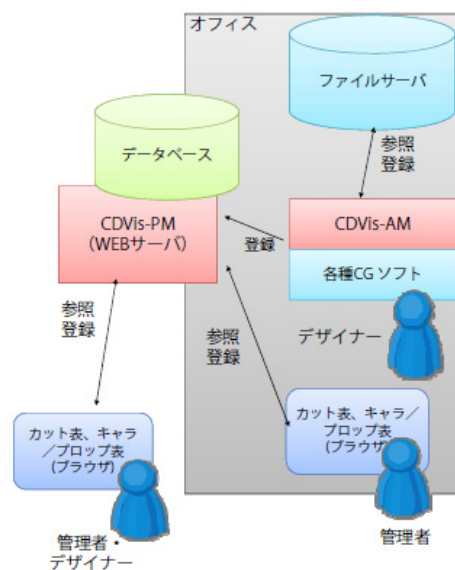 オフィス
ファイルサーバ
データベース
参照
登録
CDVis-PM
(WEBサーバ)
登録
CDVis-AM
各種CG ソフト
参照
登録
参照
登録
デザイナー
カット表、キャラ
／プロップ表
(ブラウザ)
カット表、キャラ／
プロップ表
(ブラウザ)
管理者・
デザイナー
管理者